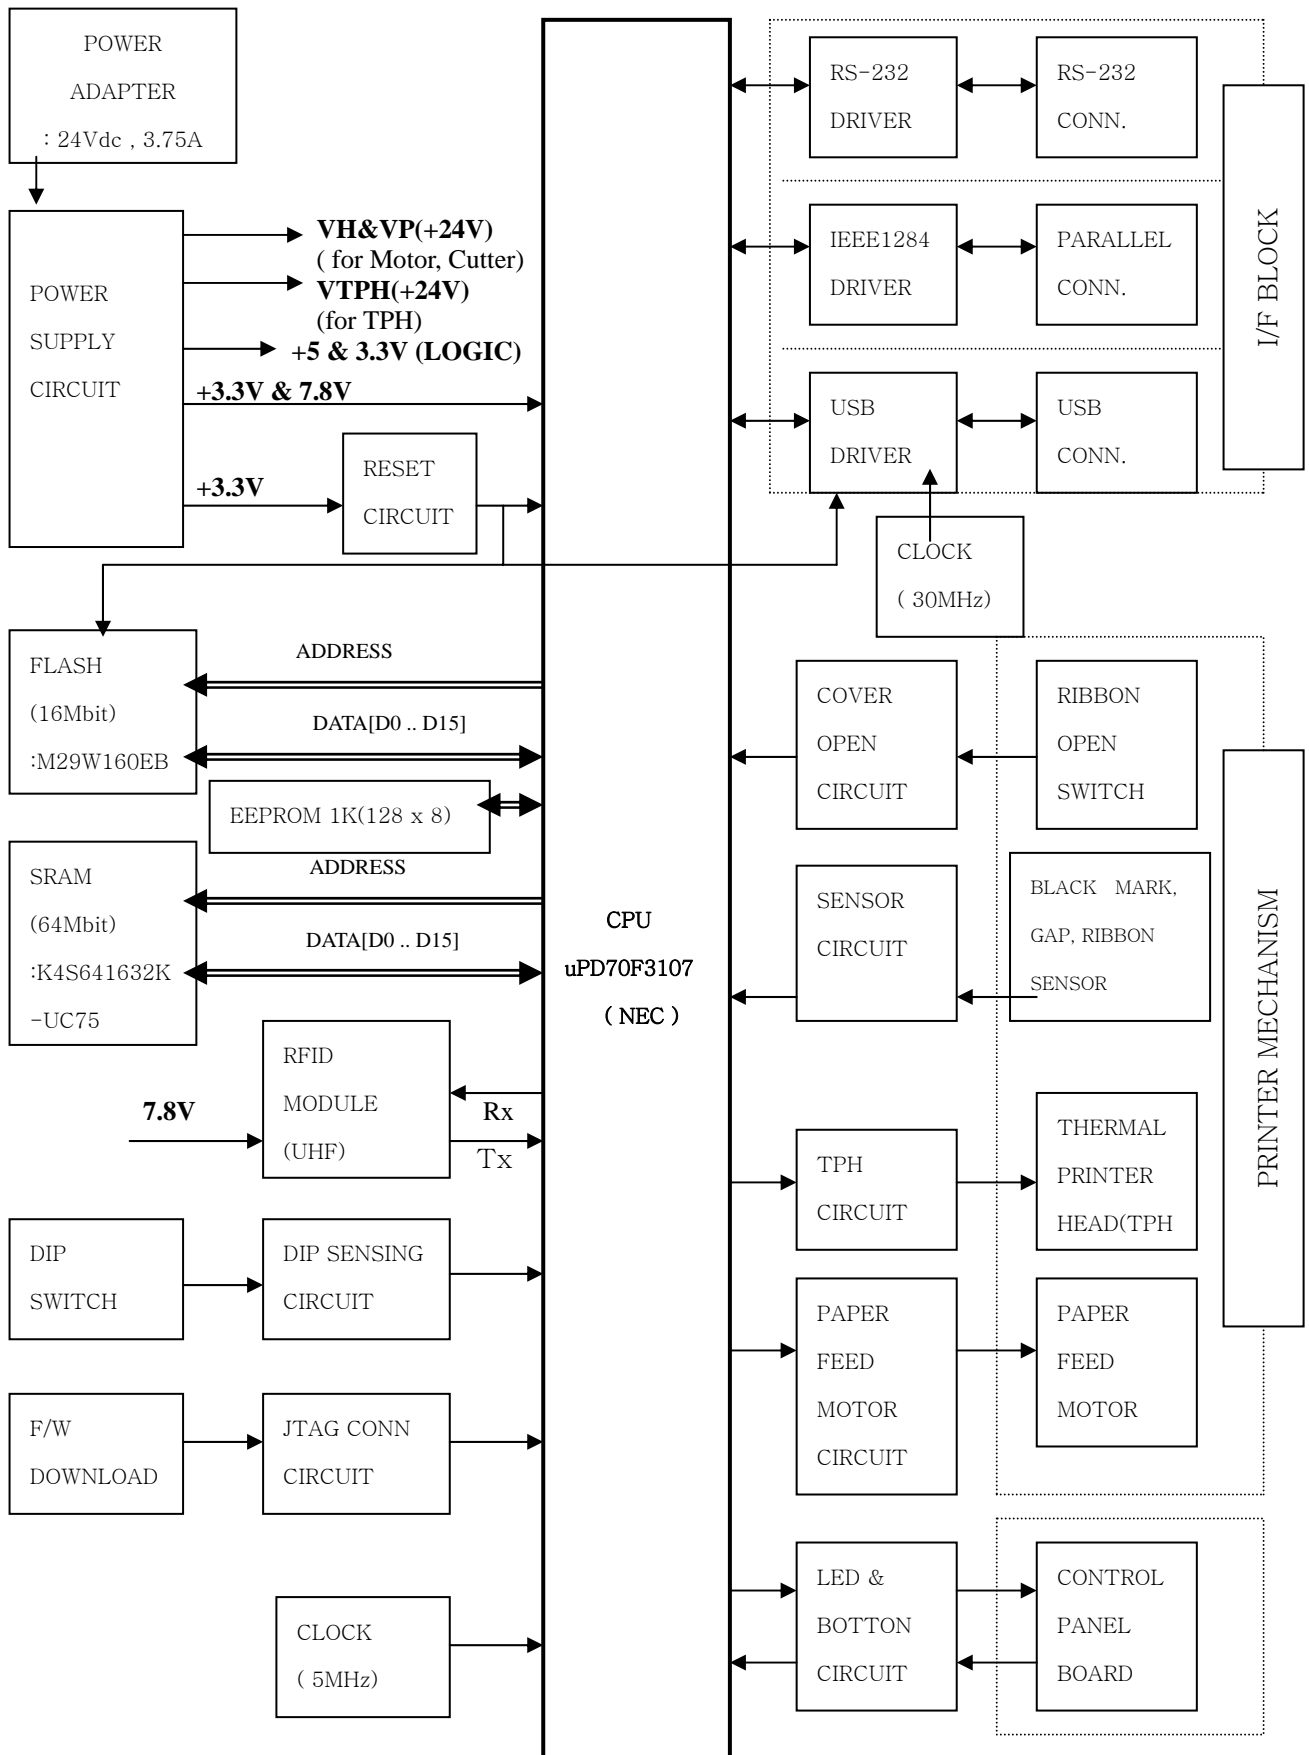 POWER
ADAPTER
: 24Vdc , 3.75A
POWER
SUPPLY
CIRCUIT
VH&VP(+24V)
( for Motor, Cutter)
VTPH(+24V)
(for TPH)
+5 & 3.3V (LOGIC)
+3.3V & 7.8V
+3.3V
RESET
CIRCUIT
FLASH
(16Mbit)
:M29W160EB
ADDRESS
DATA[D0 .. D15]
EEPROM 1K(128 x 8)
SRAM
(64Mbit)
:K4S641632K
-UC75
ADDRESS
DATA[D0 .. D15]
RFID
MODULE
(UHF)
7.8V
Rx
Tx
DIP
SWITCH
DIP SENSING
CIRCUIT
F/W
DOWNLOAD
JTAG CONN
CIRCUIT
CLOCK
( 5MHz)
CPU
uPD70F3107
( NEC )
RS-232
DRIVER
RS-232
CONN.
IEEE1284
DRIVER
PARALLEL
CONN.
USB
DRIVER
USB
CONN.
I/F BLOCK
CLOCK
( 30MHz)
COVER
OPEN
CIRCUIT
RIBBON
OPEN
SWITCH
SENSOR
CIRCUIT
BLACK MARK,
GAP, RIBBON
SENSOR
TPH
CIRCUIT
THERMAL
PRINTER
HEAD(TPH
PAPER
FEED
MOTOR
CIRCUIT
PAPER
FEED
MOTOR
PRINTER MECHANISM
LED &
BOTTON
CIRCUIT
CONTROL
PANEL
BOARD